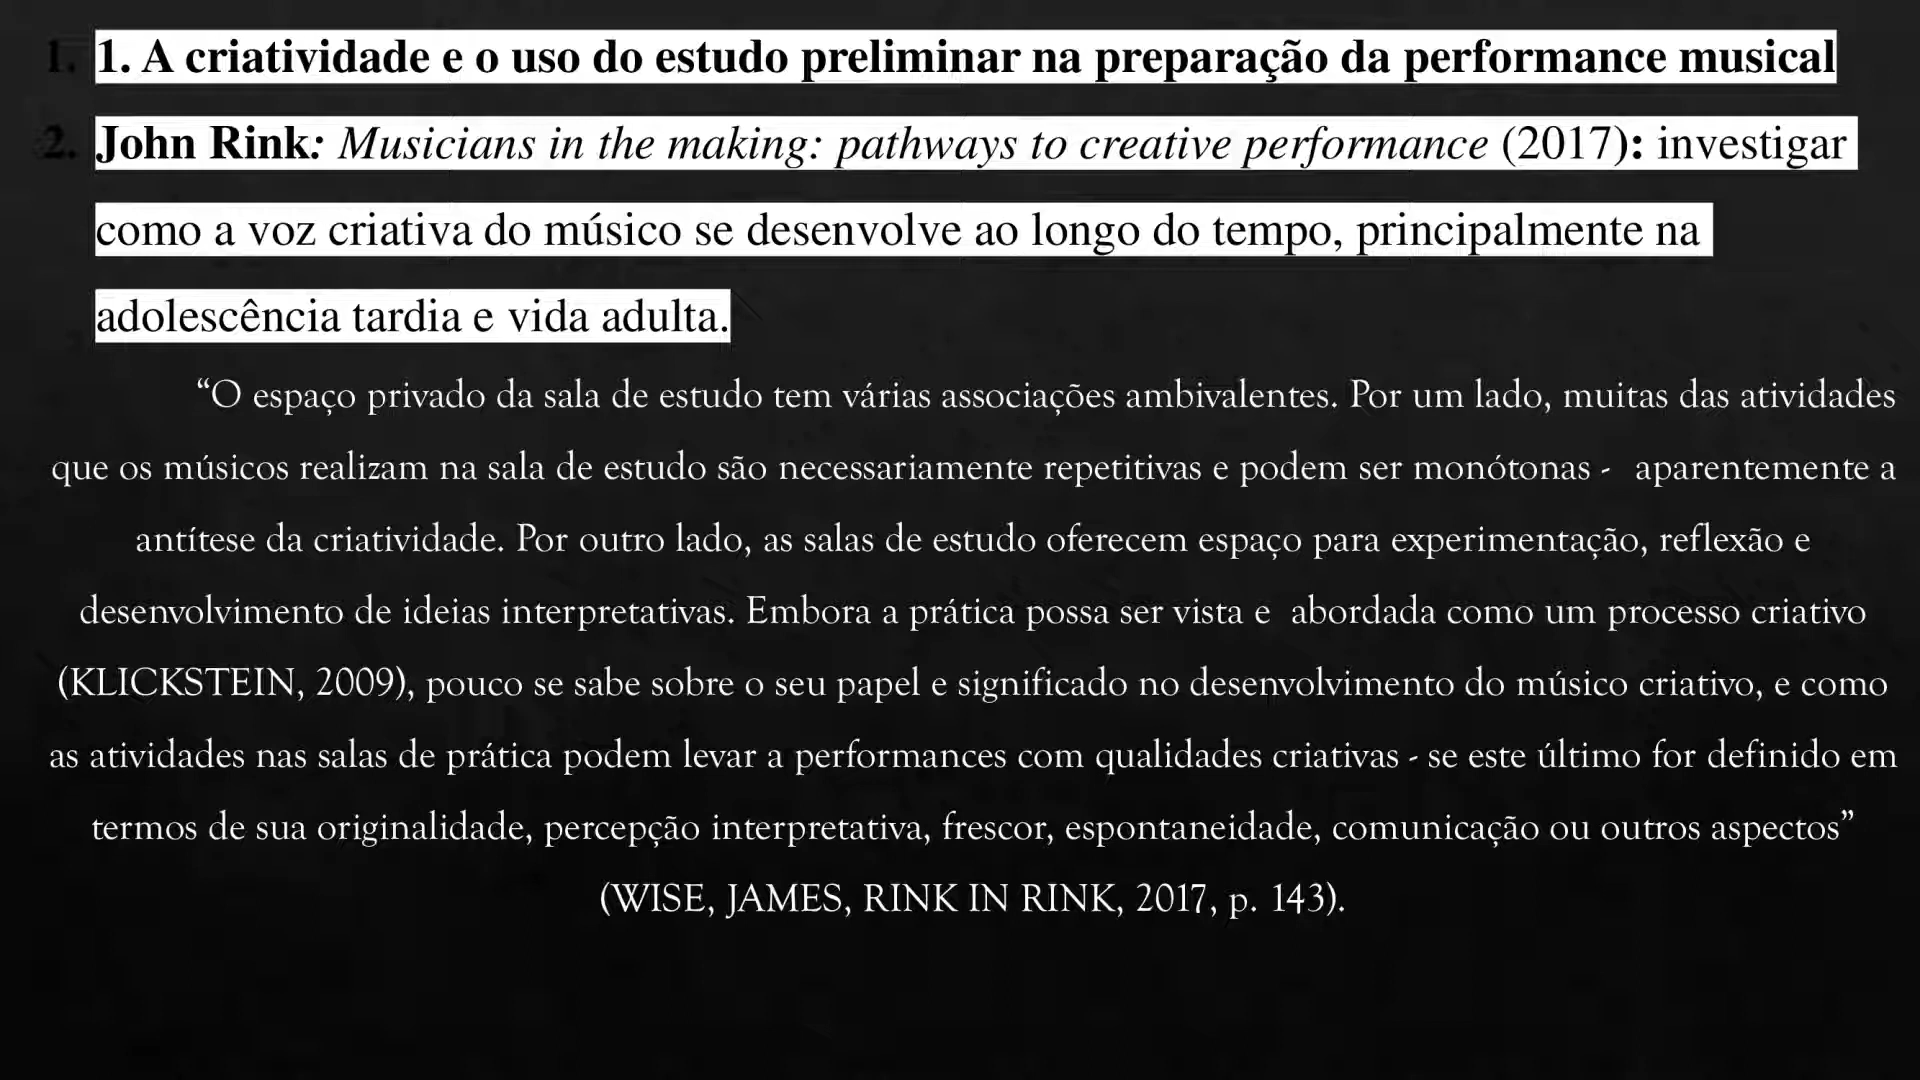 1. 1. A criatividade e o uso do estudo preliminar na preparação da performance musical
2. John Rink: Musicians in the making: pathways to creative performance (2017): investigar
como a voz criativa do músico se desenvolve ao longo do tempo, principalmente na
adolescência tardia e vida adulta.
“O espaço privado da sala de estudo tem várias associações ambivalentes. Por um lado, muitas das atividades
que os músicos realizam na sala de estudo são necessariamente repetitivas e podem ser monótonas - aparentemente a
antítese da criatividade. Por outro lado, as salas de estudo oferecem espaço para experimentação, reflexão e
desenvolvimento de ideias interpretativas. Embora a prática possa ser vista e abordada como um processo criativo
(KLICKSTEIN, 2009), pouco se sabe sobre o seu papel e significado no desenvolvimento do músico criativo, e como
as atividades nas salas de prática podem levar a performances com qualidades criativas - se este último for definido em
termos de sua originalidade, percepção interpretativa, frescor, espontaneidade, comunicação ou outros aspectos”
(WISE, JAMES, RINK IN RINK, 2017, p. 143).